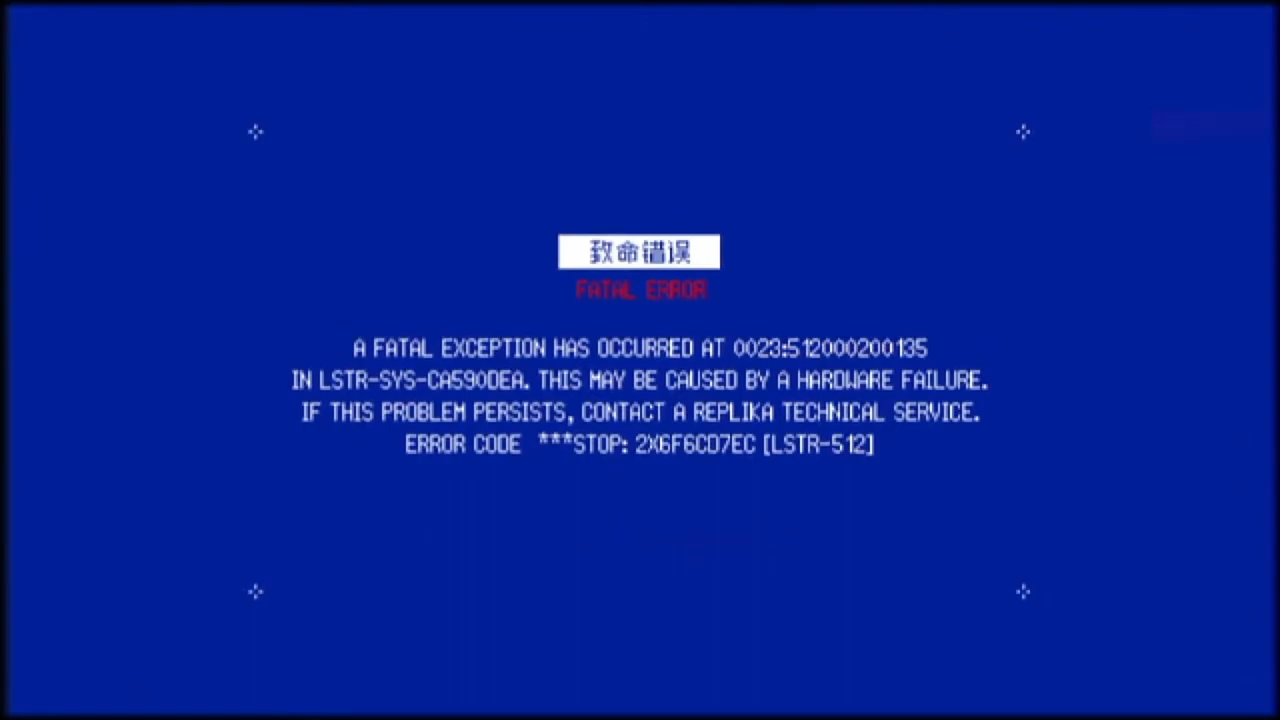 致命错误
FATAL ERROR
A FATAL EXCEPTION HAS OCCURRED AT 0023:512000200135
IN LSTR-SYS-CA590DEA. THIS MAY BE CAUSED BY A HARDWARE FAILURE.
IF THIS PROBLEM PERSISTS, CONTACT A REPLIKA TECHNICAL SERVICE.
ERROR CODE ***STOP: 2X6F6CD7EC [LSTR-512]